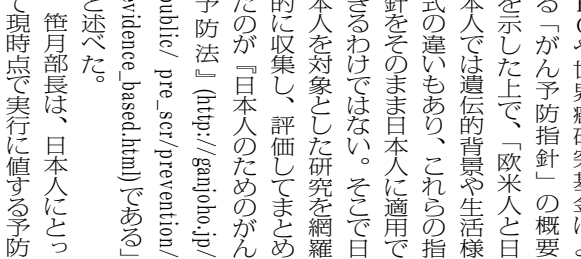 や世界癌研究基金によ
る「がん予防指針」の概要
を示した上で、「欧米人と日
本人では遺伝的背景や生活様
式の違いもあり、これらの指
針をそのまま日本人に適用で
きるわけではない。そこで日
本人を対象とした研究を網羅
的に収集し、評価してまとめ
たのが『日本人のためのがん
予防法』(http://ganjoho.jp/
public/ pre_scr/prevention/
evidence_based.html)である」
と述べた。
笹月部長は、日本人にとっ
て現時点で実行に値する予防